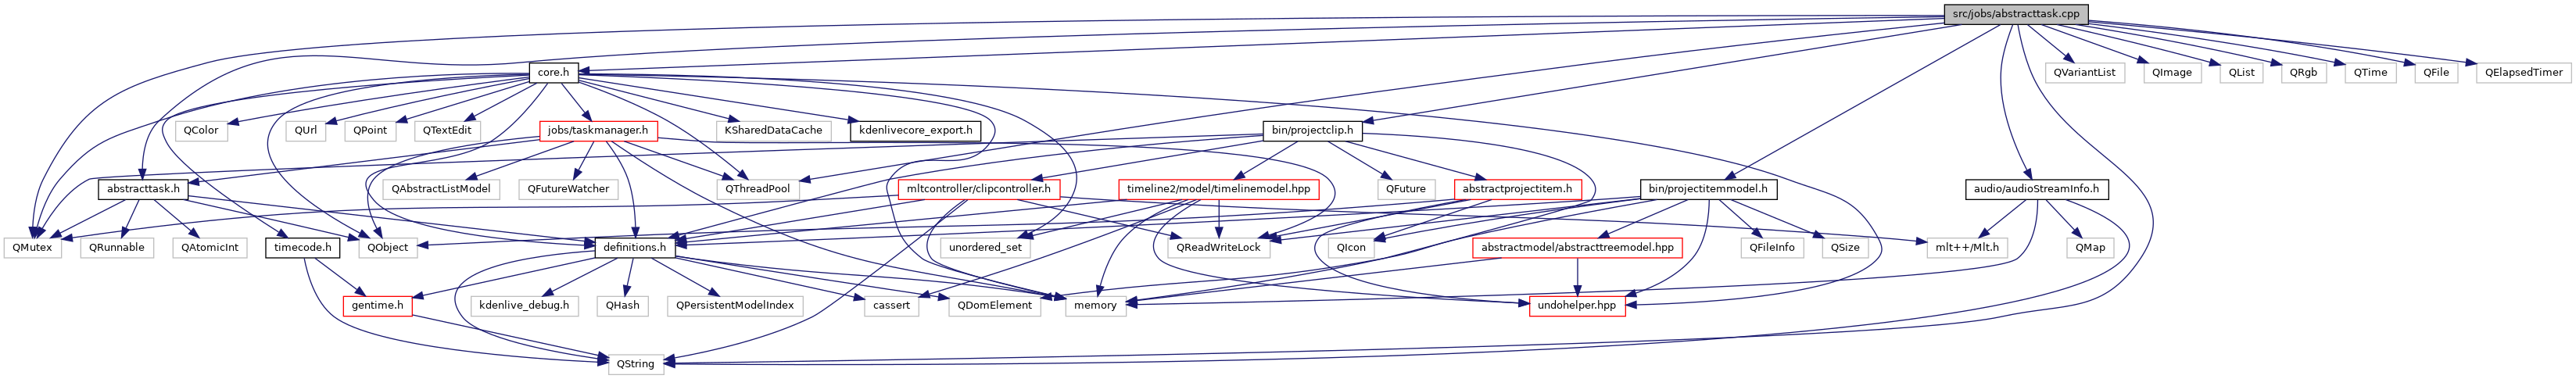 src/jobs/abstracttask.cpp
core.h
QVariantList
QImage
QList
QRgb
QTime
QFile
QElapsedTimer
QColor
QUrl
QPoint
QTextEdit
jobs/taskmanager.h
KSharedDataCache
kdenlivecore_export.h
bin/projectclip.h
abstracttask.h
QAbstractListModel
QFutureWatcher
QThreadPool
mltcontroller/clipcontroller.h
timeline2/model/timelinemodel.hpp
QFuture
abstractprojectitem.h
bin/projectitemmodel.h
audio/audioStreamInfo.h
QMutex
QRunnable
QAtomicInt
timecode.h
QObject
definitions.h
unordered_set
QReadWriteLock
QIcon
abstractmodel/abstracttreemodel.hpp
QFileInfo
QSize
mlt++/Mlt.h
QMap
gentime.h
kdenlive_debug.h
QHash
QPersistentModelIndex
cassert
QDomElement
memory
undohelper.hpp
QString